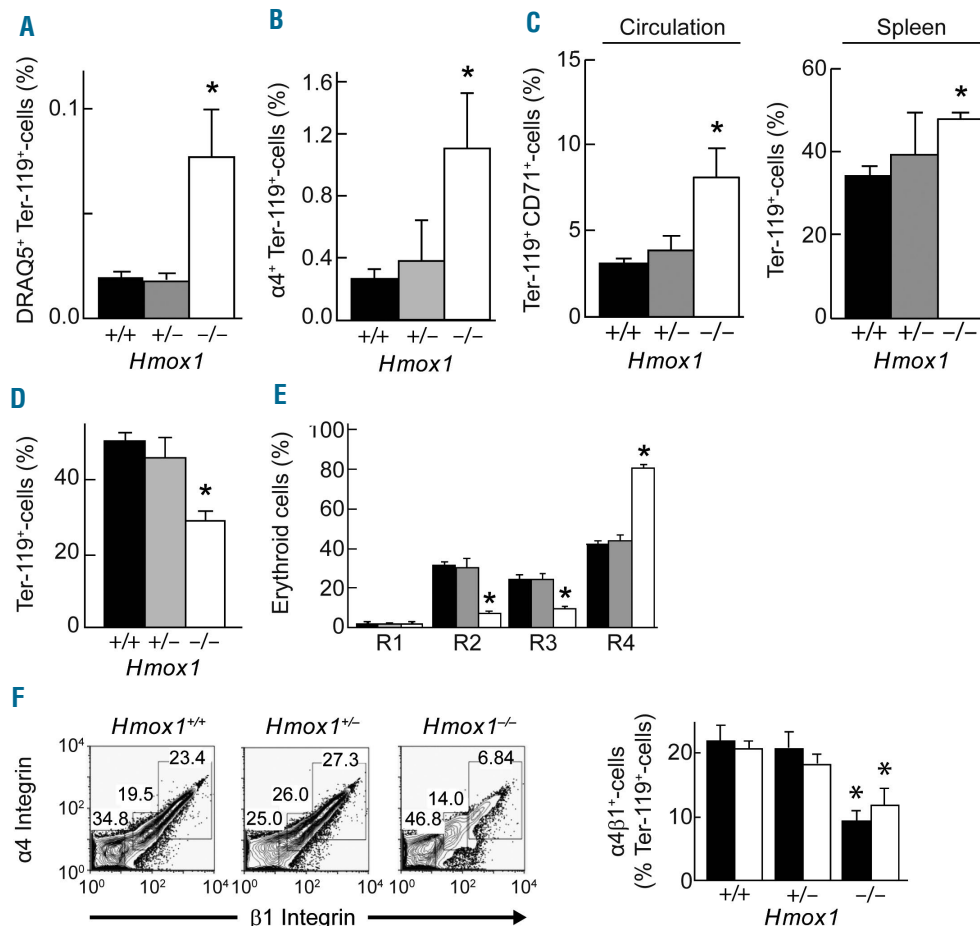 A
DRAQ5⁺ Ter-119⁺-cells (%)
0.1
0.0
+/+ +/− −/−
Hmox1
*
B
α4⁺ Ter-119⁺-cells (%)
1.6
1.2
0.8
0.4
0.0
+/+ +/− −/−
Hmox1
*
C
Circulation
Ter-119⁺ CD71⁺-cells (%)
15
10
5
0
+/+ +/− −/−
Hmox1
*
Spleen
Ter-119⁺-cells (%)
60
40
20
0
+/+ +/− −/−
Hmox1
*
D
Ter-119⁺-cells (%)
40
20
0
+/+ +/− −/−
Hmox1
*
E
Erythroid cells (%)
100
80
60
40
20
0
R1 R2 R3 R4
* * *
F
Hmox1⁺/⁺ Hmox1⁺/⁻ Hmox1⁻/⁻
α4 Integrin
10⁴
10²
10⁰
23.4
19.5
34.8
10⁰ 10² 10⁴
27.3
26.0
25.0
10⁰ 10² 10⁴
10⁴
10²
10⁰
6.84
14.0
46.8
10⁰ 10² 10⁴
β1 Integrin
α4β1⁺-cells
(% Ter-119⁺-cells)
20
10
0
+/+ +/− −/−
Hmox1
* *